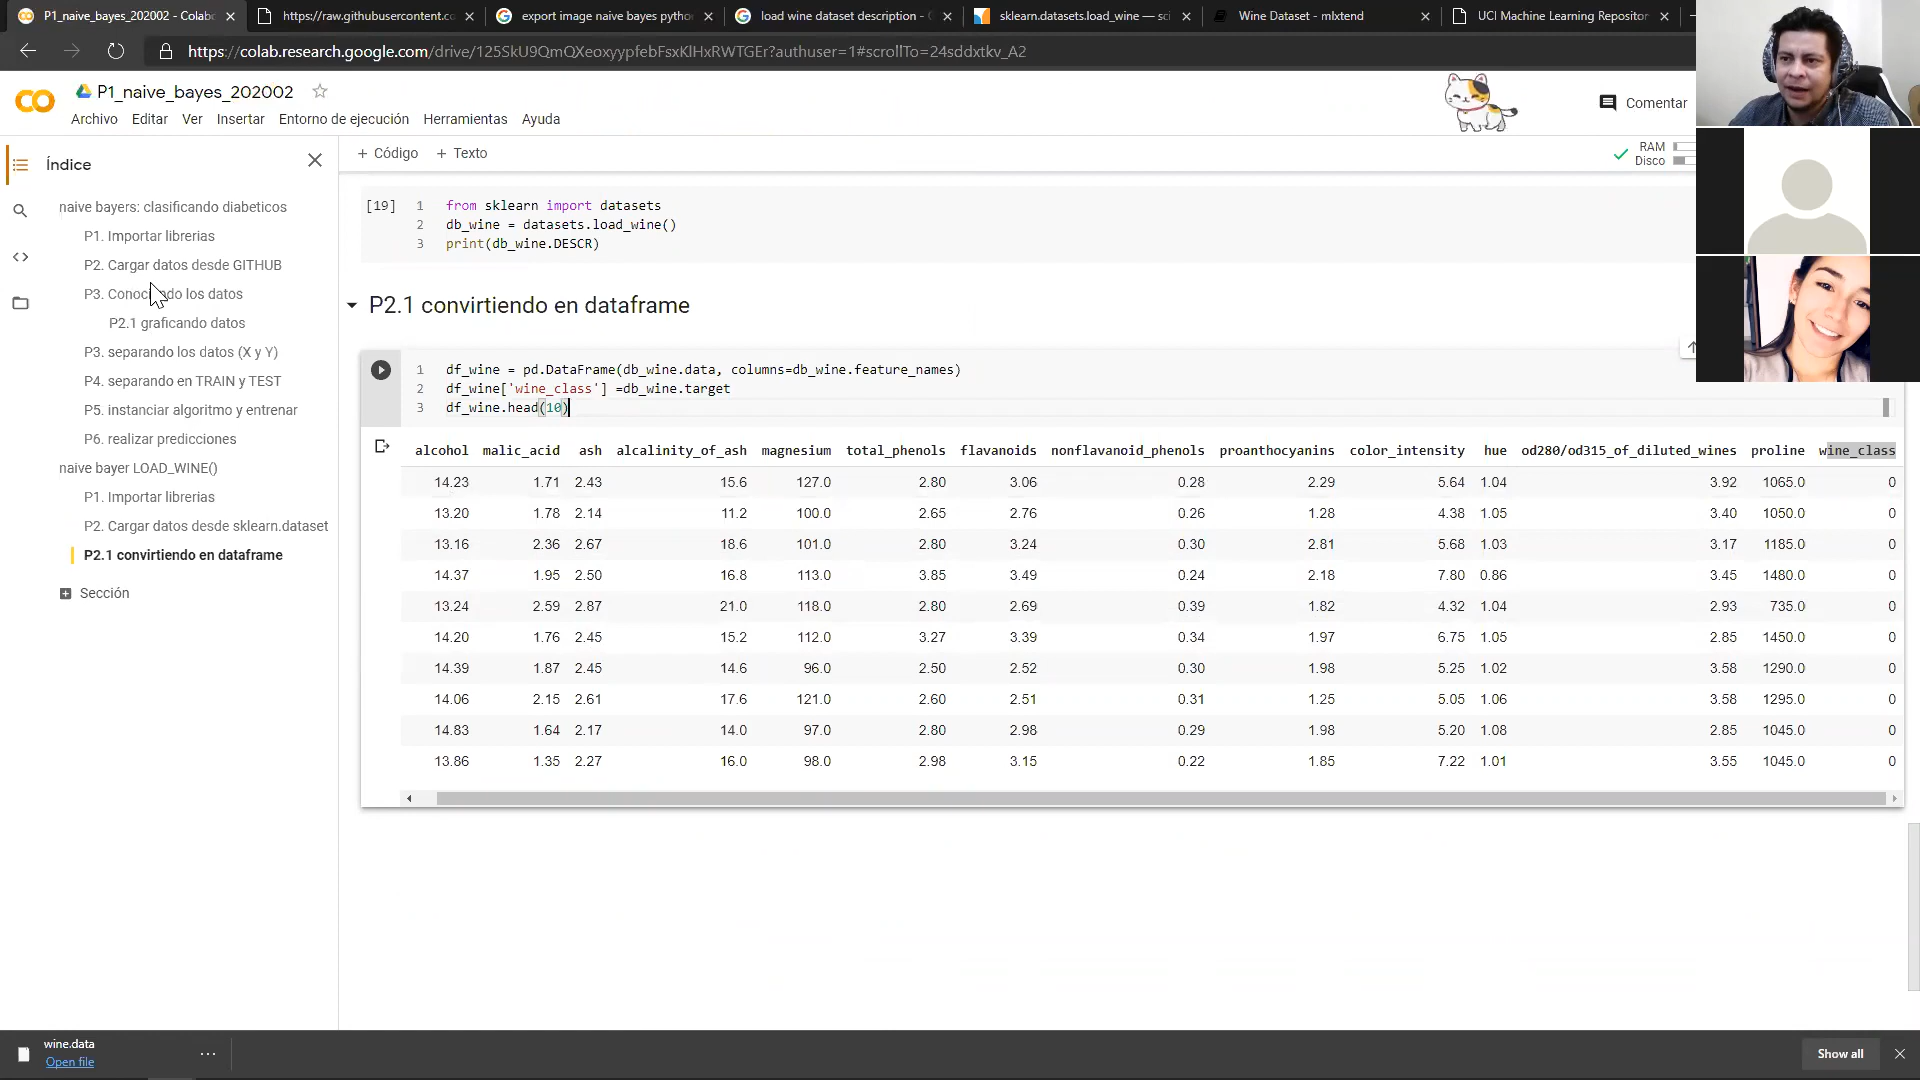 P1_naive_bayes_202002 - Colab
https://raw.githubusercontent.co
export image naive bayes python
load wine dataset description -
sklearn.datasets.load_wine — sci
Wine Dataset - mlxtend
UCI Machine Learning Repositor
https://colab.research.google.com/drive/125SkU9QmQXeoxyypfebFsxKlHxRWTGEr?authuser=1#scrollTo=24sddxtkv_A2
P1_naive_bayes_202002
Archivo Editar Ver Insertar Entorno de ejecución Herramientas Ayuda
Comentar
Índice
+ Código + Texto
RAM
Disco
naive bayers: clasificando diabeticos
P1. Importar librerias
P2. Cargar datos desde GITHUB
P3. Conociendo los datos
P2.1 graficando datos
P3. separando los datos (X y Y)
P4. separando en TRAIN y TEST
P5. instanciar algoritmo y entrenar
P6. realizar predicciones
naive bayer LOAD_WINE()
P1. Importar librerias
P2. Cargar datos desde sklearn.dataset
P2.1 convirtiendo en dataframe
Sección
[19] 1 from sklearn import datasets
2 db_wine = datasets.load_wine()
3 print(db_wine.DESCR)
P2.1 convirtiendo en dataframe
1 df_wine = pd.DataFrame(db_wine.data, columns=db_wine.feature_names)
2 df_wine['wine_class'] =db_wine.target
3 df_wine.head(10)
alcohol malic_acid ash alcalinity_of_ash magnesium total_phenols flavanoids nonflavanoid_phenols proanthocyanins color_intensity hue od280/od315_of_diluted_wines proline wine_class
14.23 1.71 2.43 15.6 127.0 2.80 3.06 0.28 2.29 5.64 1.04 3.92 1065.0 0
13.20 1.78 2.14 11.2 100.0 2.65 2.76 0.26 1.28 4.38 1.05 3.40 1050.0 0
13.16 2.36 2.67 18.6 101.0 2.80 3.24 0.30 2.81 5.68 1.03 3.17 1185.0 0
14.37 1.95 2.50 16.8 113.0 3.85 3.49 0.24 2.18 7.80 0.86 3.45 1480.0 0
13.24 2.59 2.87 21.0 118.0 2.80 2.69 0.39 1.82 4.32 1.04 2.93 735.0 0
14.20 1.76 2.45 15.2 112.0 3.27 3.39 0.34 1.97 6.75 1.05 2.85 1450.0 0
14.39 1.87 2.45 14.6 96.0 2.50 2.52 0.30 1.98 5.25 1.02 3.58 1290.0 0
14.06 2.15 2.61 17.6 121.0 2.60 2.51 0.31 1.25 5.05 1.06 3.58 1295.0 0
14.83 1.64 2.17 14.0 97.0 2.80 2.98 0.29 1.98 5.20 1.08 2.85 1045.0 0
13.86 1.35 2.27 16.0 98.0 2.98 3.15 0.22 1.85 7.22 1.01 3.55 1045.0 0
wine.data
Open file
Show all